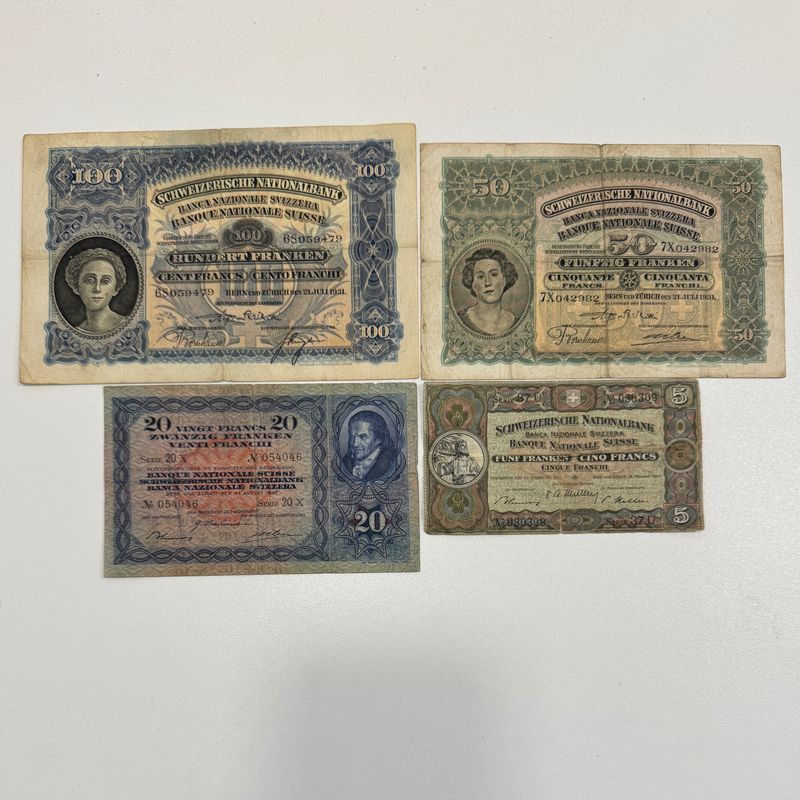 100
100
SCHWEIZERISCHE NATIONALBANK
BANCA NAZIONALE SVIZZERA
BANQUE NATIONALE SUISSE
100
6S059479
HUNDERT FRANKEN
CENT FRANCS CENTO FRANCHI
6S059479 BERN UND ZÜRICH DEN 21. JULI 1931.
100
50
50
SCHWEIZERISCHE NATIONALBANK
BANCA NAZIONALE SVIZZERA
BANQUE NATIONALE SUISSE.
50 7X042982
FÜNFZIG FRANKEN
CINQUANTE CINQUANTA
FRANCS. FRANCHI.
7X042982 BERN UND ZÜRICH DEN 21. JULI 1931.
50
20 VINGT FRANCS 20
ZWANZIG FRANKEN
VENTI FRANCHI
SERIE 20 X № 054046
BANQUE NATIONALE SUISSE
SCHWEIZERISCHE NATIONALBANK
BANCA NAZIONALE SVIZZERA
№ 054046 SERIE 20 X
20
SERIE 37 U № 030309 5
SCHWEIZERISCHE NATIONALBANK
BANCA NAZIONALE SVIZZERA
BANQUE NATIONALE SUISSE
FÜNF FRANKEN CINQ FRANCS
CINQUE FRANCHI
№ 030309 SERIE 37 U 5